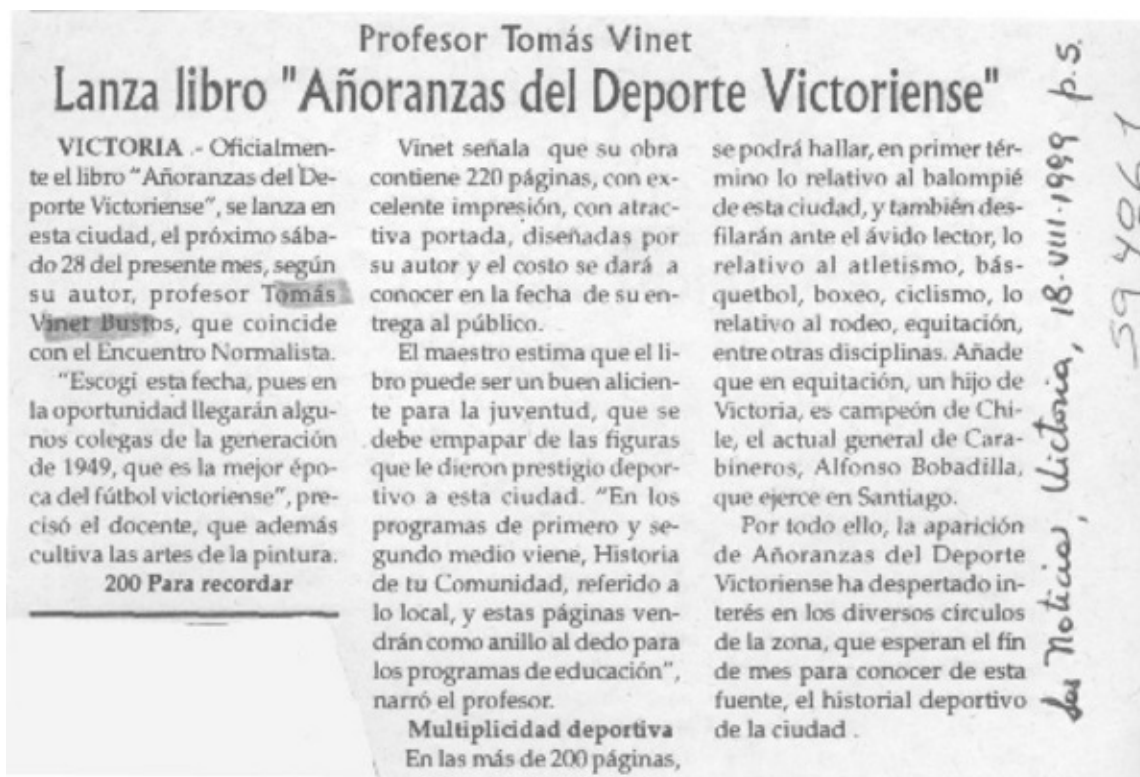 Profesor Tomás Vinet
Lanza libro "Añoranzas del Deporte Victoriense"
VICTORIA .- Oficialmen-
te el libro "Añoranzas del De-
porte Victoriense", se lanza en
esta ciudad, el próximo sába-
do 28 del presente mes, según
su autor, profesor Tomás
Vinet Bustos, que coincide
con el Encuentro Normalista.
"Escogi esta fecha, pues en
la oportunidad llegarán algu-
nos colegas de la generación
de 1949, que es la mejor épo-
ca del fútbol victoriense", pre-
cisó el docente, que además
cultiva las artes de la pintura.
200 Para recordar
Vinet señala que su obra
contiene 220 páginas, con ex-
celente impresión, con atrac-
tiva portada, diseñadas por
su autor y el costo se dará a
conocer en la fecha de su en-
trega al público.
El maestro estima que el li-
bro puede ser un buen alicien-
te para la juventud, que se
debe empapar de las figuras
que le dieron prestigio depor-
tivo a esta ciudad. "En los
programas de primero y se-
gundo medio viene, Historia
de tu Comunidad, referido a
lo local, y estas páginas ven-
drán como anillo al dedo para
los programas de educación",
narró el profesor.
Multiplicidad deportiva
En las más de 200 páginas,
se podrá hallar, en primer tér-
mino lo relativo al balompié
de esta ciudad, y también des-
filarán ante el ávido lector, lo
relativo al atletismo, bás-
quetbol, boxeo, ciclismo, lo
relativo al rodeo, equitación,
entre otras disciplinas. Añade
que en equitación, un hijo de
Victoria, es campeón de Chi-
le, el actual general de Cara-
bineros, Alfonso Bobadilla,
que ejerce en Santiago.
Por todo ello, la aparición
de Añoranzas del Deporte
Victoriense ha despertado in-
terés en los diversos círculos
de la zona, que esperan el fin
de mes para conocer de esta
fuente, el historial deportivo
de la ciudad .
Las Noticias, Victoria, 18.VIII.1999 p.5.
594061